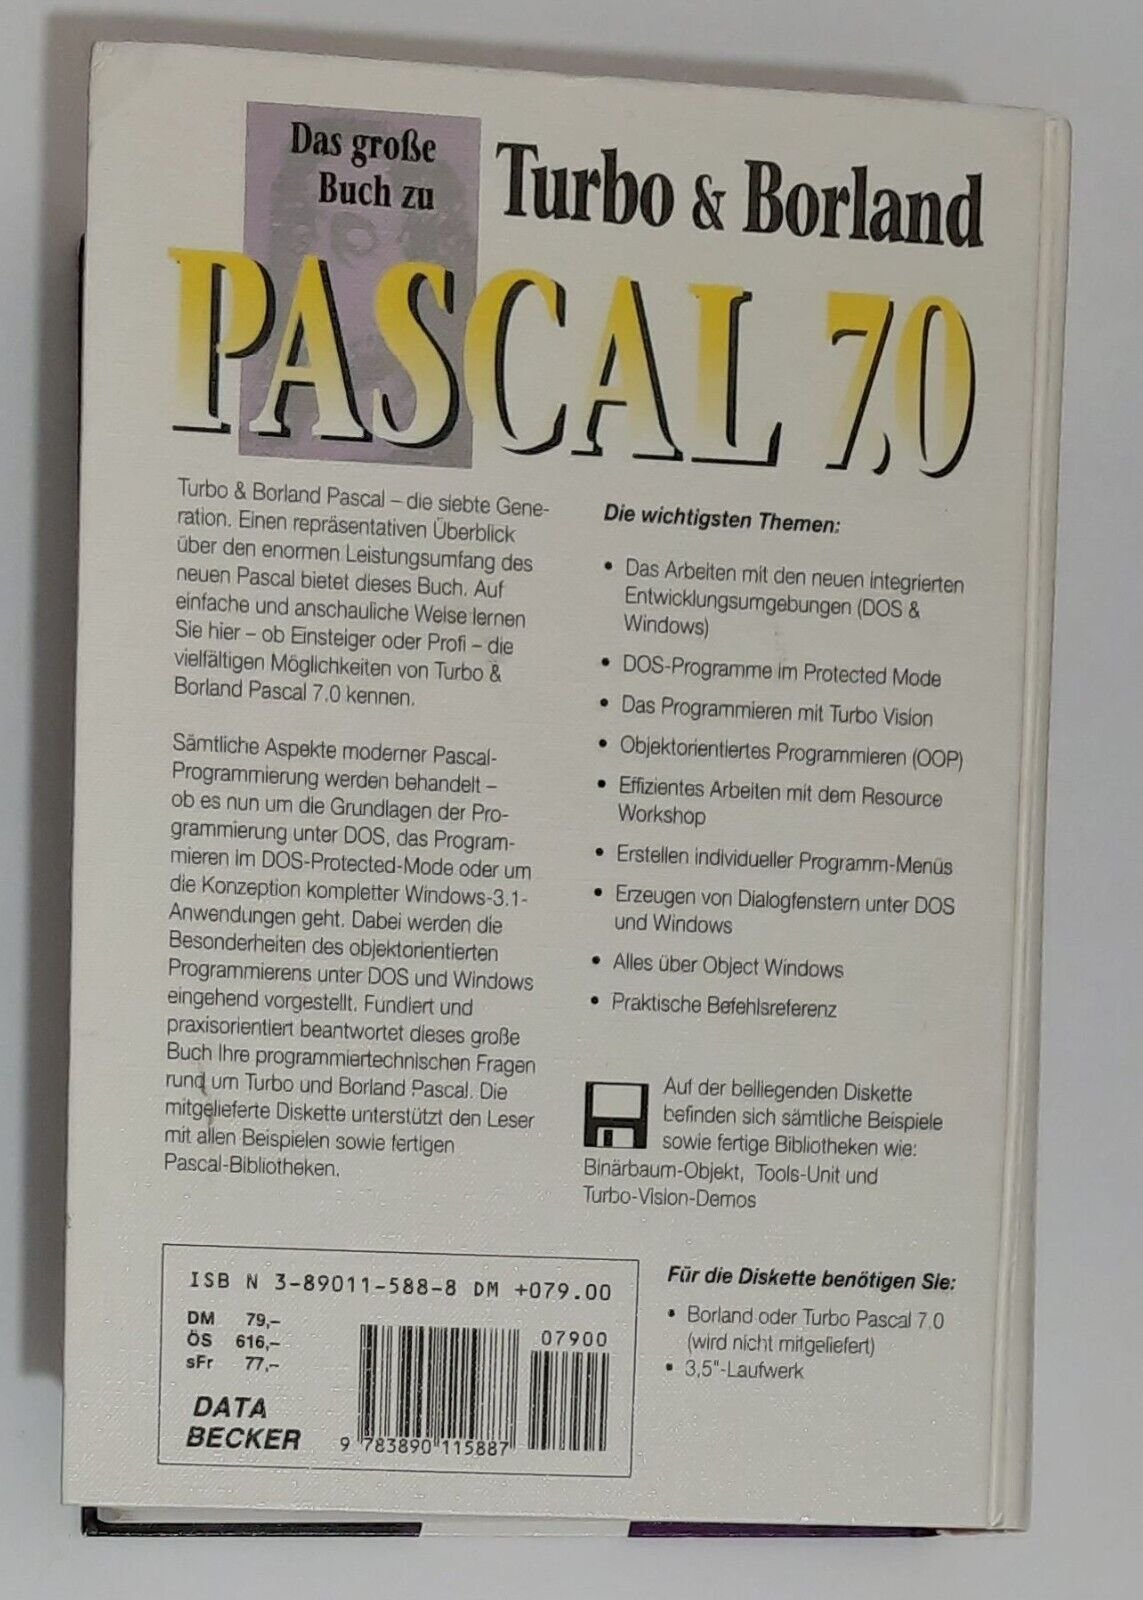 Das große
Buch zu
Turbo & Borland
PASCAL 7.0
Turbo & Borland Pascal – die siebte Gene-
ration. Einen repräsentativen Überblick
über den enormen Leistungsumfang des
neuen Pascal bietet dieses Buch. Auf
einfache und anschauliche Weise lernen
Sie hier – ob Einsteiger oder Profi – die
vielfältigen Möglichkeiten von Turbo &
Borland Pascal 7.0 kennen.
Sämtliche Aspekte moderner Pascal-
Programmierung werden behandelt –
ob es nun um die Grundlagen der Pro-
grammierung unter DOS, das Program-
mieren im DOS-Protected-Mode oder um
die Konzeption kompletter Windows-3.1-
Anwendungen geht. Dabei werden die
Besonderheiten des objektorientierten
Programmierens unter DOS und Windows
eingehend vorgestellt. Fundiert und
praxisorientiert beantwortet dieses große
Buch Ihre programmiertechnischen Fragen
rund um Turbo und Borland Pascal. Die
mitgelieferte Diskette unterstützt den Leser
mit allen Beispielen sowie fertigen
Pascal-Bibliotheken.
Die wichtigsten Themen:
• Das Arbeiten mit den neuen integrierten
Entwicklungsumgebungen (DOS &
Windows)
• DOS-Programme im Protected Mode
• Das Programmieren mit Turbo Vision
• Objektorientiertes Programmieren (OOP)
• Effizientes Arbeiten mit dem Resource
Workshop
• Erstellen individueller Programm-Menüs
• Erzeugen von Dialogfenstern unter DOS
und Windows
• Alles über Object Windows
• Praktische Befehlsreferenz
Auf der beiliegenden Diskette
befinden sich sämtliche Beispiele
sowie fertige Bibliotheken wie:
Binärbaum-Objekt, Tools-Unit und
Turbo-Vision-Demos
ISB N 3-89011-588-8 DM +079.00
DM 79,–
ÖS 616,–
sFr 77,–
DATA
BECKER
07900
9 783890 115887
Für die Diskette benötigen Sie:
• Borland oder Turbo Pascal 7.0
(wird nicht mitgeliefert)
• 3,5"-Laufwerk